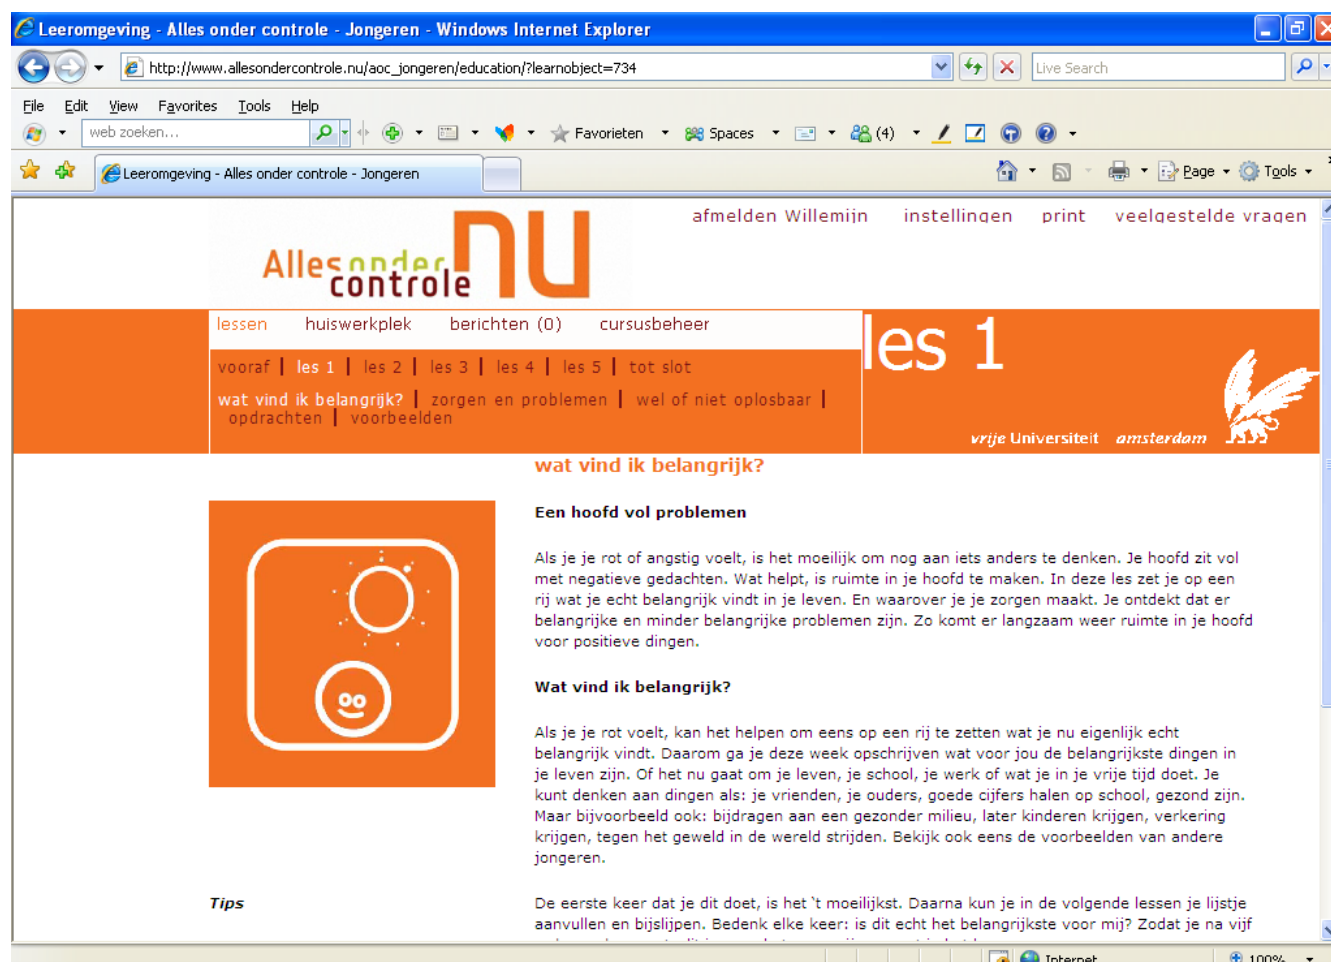 Leeromgeving - Alles onder controle - Jongeren - Windows Internet Explorer
http://www.allesondercontrole.nu/aoc_jongeren/education/?learnobject=734
Live Search
File Edit View Favorites Tools Help
web zoeken...
Favorieten
Spaces
(4)
Leeromgeving - Alles onder controle - Jongeren
Page
Tools
afmelden Willemijn instellingen print veelgestelde vragen
Alles onder controle nu
lessen huiswerkplek berichten (0) cursusbeheer
les 1
vooraf | les 1 | les 2 | les 3 | les 4 | les 5 | tot slot
wat vind ik belangrijk? | zorgen en problemen | wel of niet oplosbaar |
opdrachten | voorbeelden
vrije Universiteit amsterdam
wat vind ik belangrijk?
Een hoofd vol problemen
Als je je rot of angstig voelt, is het moeilijk om nog aan iets anders te denken. Je hoofd zit vol
met negatieve gedachten. Wat helpt, is ruimte in je hoofd te maken. In deze les zet je op een
rij wat je echt belangrijk vindt in je leven. En waarover je je zorgen maakt. Je ontdekt dat er
belangrijke en minder belangrijke problemen zijn. Zo komt er langzaam weer ruimte in je hoofd
voor positieve dingen.
Wat vind ik belangrijk?
Als je je rot voelt, kan het helpen om eens op een rij te zetten wat je nu eigenlijk echt
belangrijk vindt. Daarom ga je deze week opschrijven wat voor jou de belangrijkste dingen in
je leven zijn. Of het nu gaat om je leven, je school, je werk of wat je in je vrije tijd doet. Je
kunt denken aan dingen als: je vrienden, je ouders, goede cijfers halen op school, gezond zijn.
Maar bijvoorbeeld ook: bijdragen aan een gezonder milieu, later kinderen krijgen, verkering
krijgen, tegen het geweld in de wereld strijden. Bekijk ook eens de voorbeelden van andere
jongeren.
Tips
De eerste keer dat je dit doet, is het 't moeilijkst. Daarna kun je in de volgende lessen je lijstje
aanvullen en bijslijpen. Bedenk elke keer: is dit echt het belangrijkste voor mij? Zodat je na vijf
Internet
100%